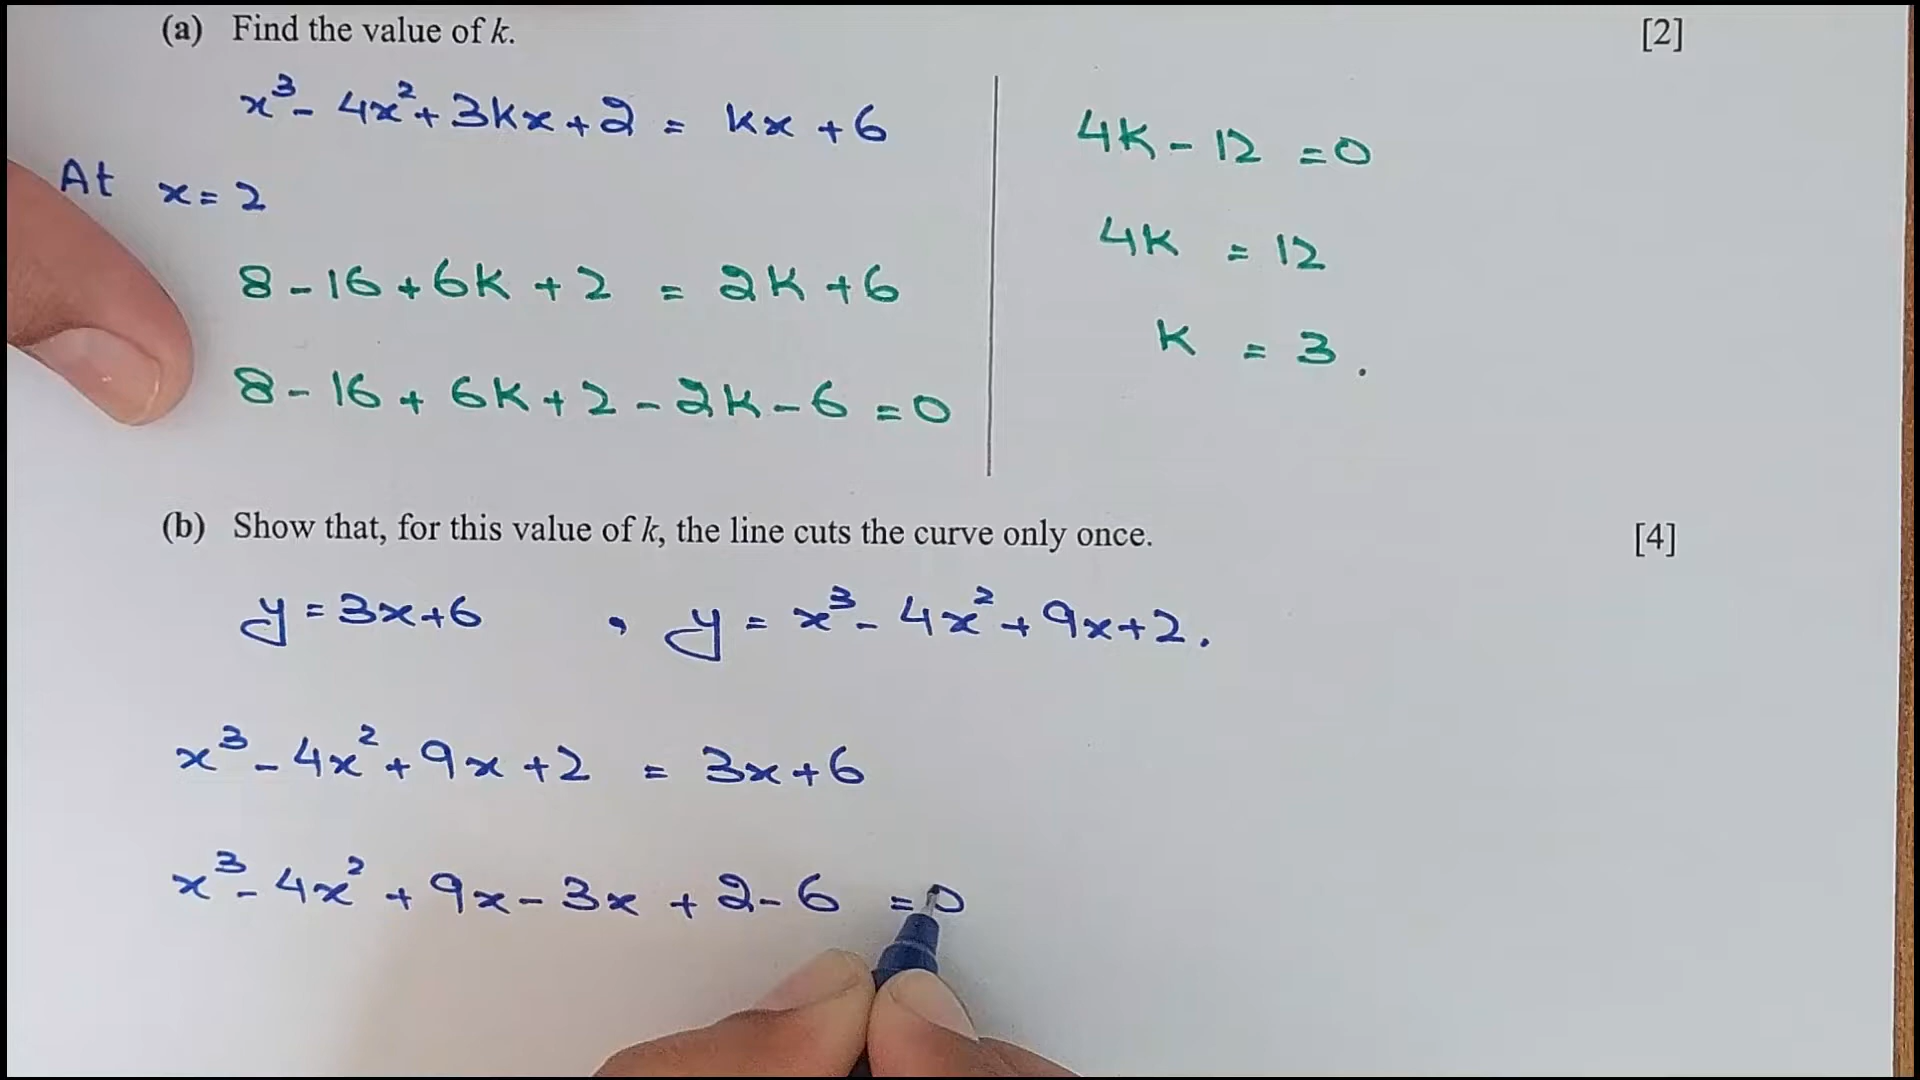 (a) Find the value of k. [2]
x³ - 4x² + 3kx + 2 = kx + 6
At x = 2
8 - 16 + 6k + 2 = 2k + 6
8 - 16 + 6k + 2 - 2k - 6 = 0
4k - 12 = 0
4k = 12
k = 3.
(b) Show that, for this value of k, the line cuts the curve only once. [4]
y = 3x+6 , y = x³ - 4x² + 9x + 2.
x³ - 4x² + 9x + 2 = 3x + 6
x³ - 4x² + 9x - 3x + 2 - 6 = 0